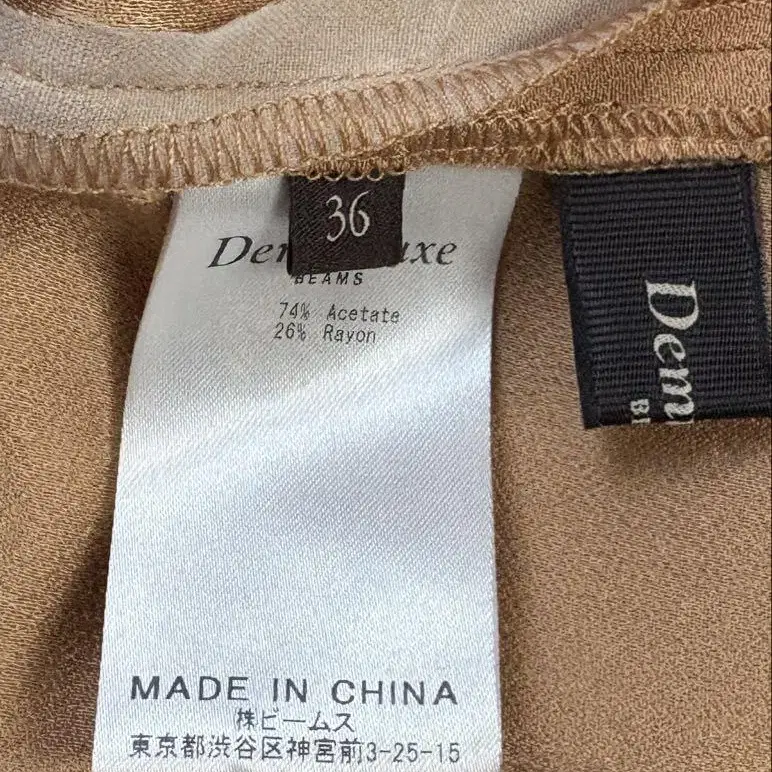 36
BEAMS
74% Acetate
26% Rayon
MADE IN CHINA
株ビームス
東京都渋谷区神宮前3-25-15